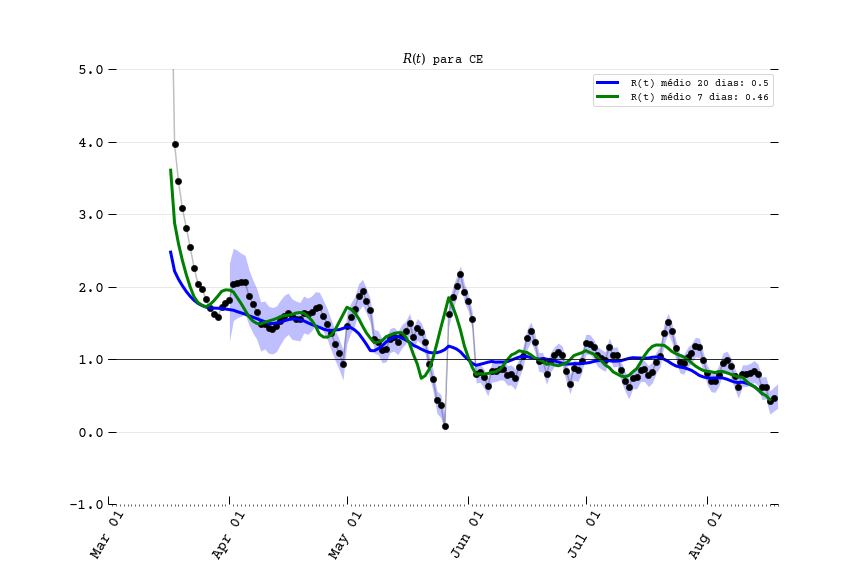 R(t) para CE
R(t) médio 20 dias: 0.5
R(t) médio 7 dias: 0.46
5.0
4.0
3.0
2.0
1.0
0.0
-1.0
Mar 01
Apr 01
May 01
Jun 01
Jul 01
Aug 01